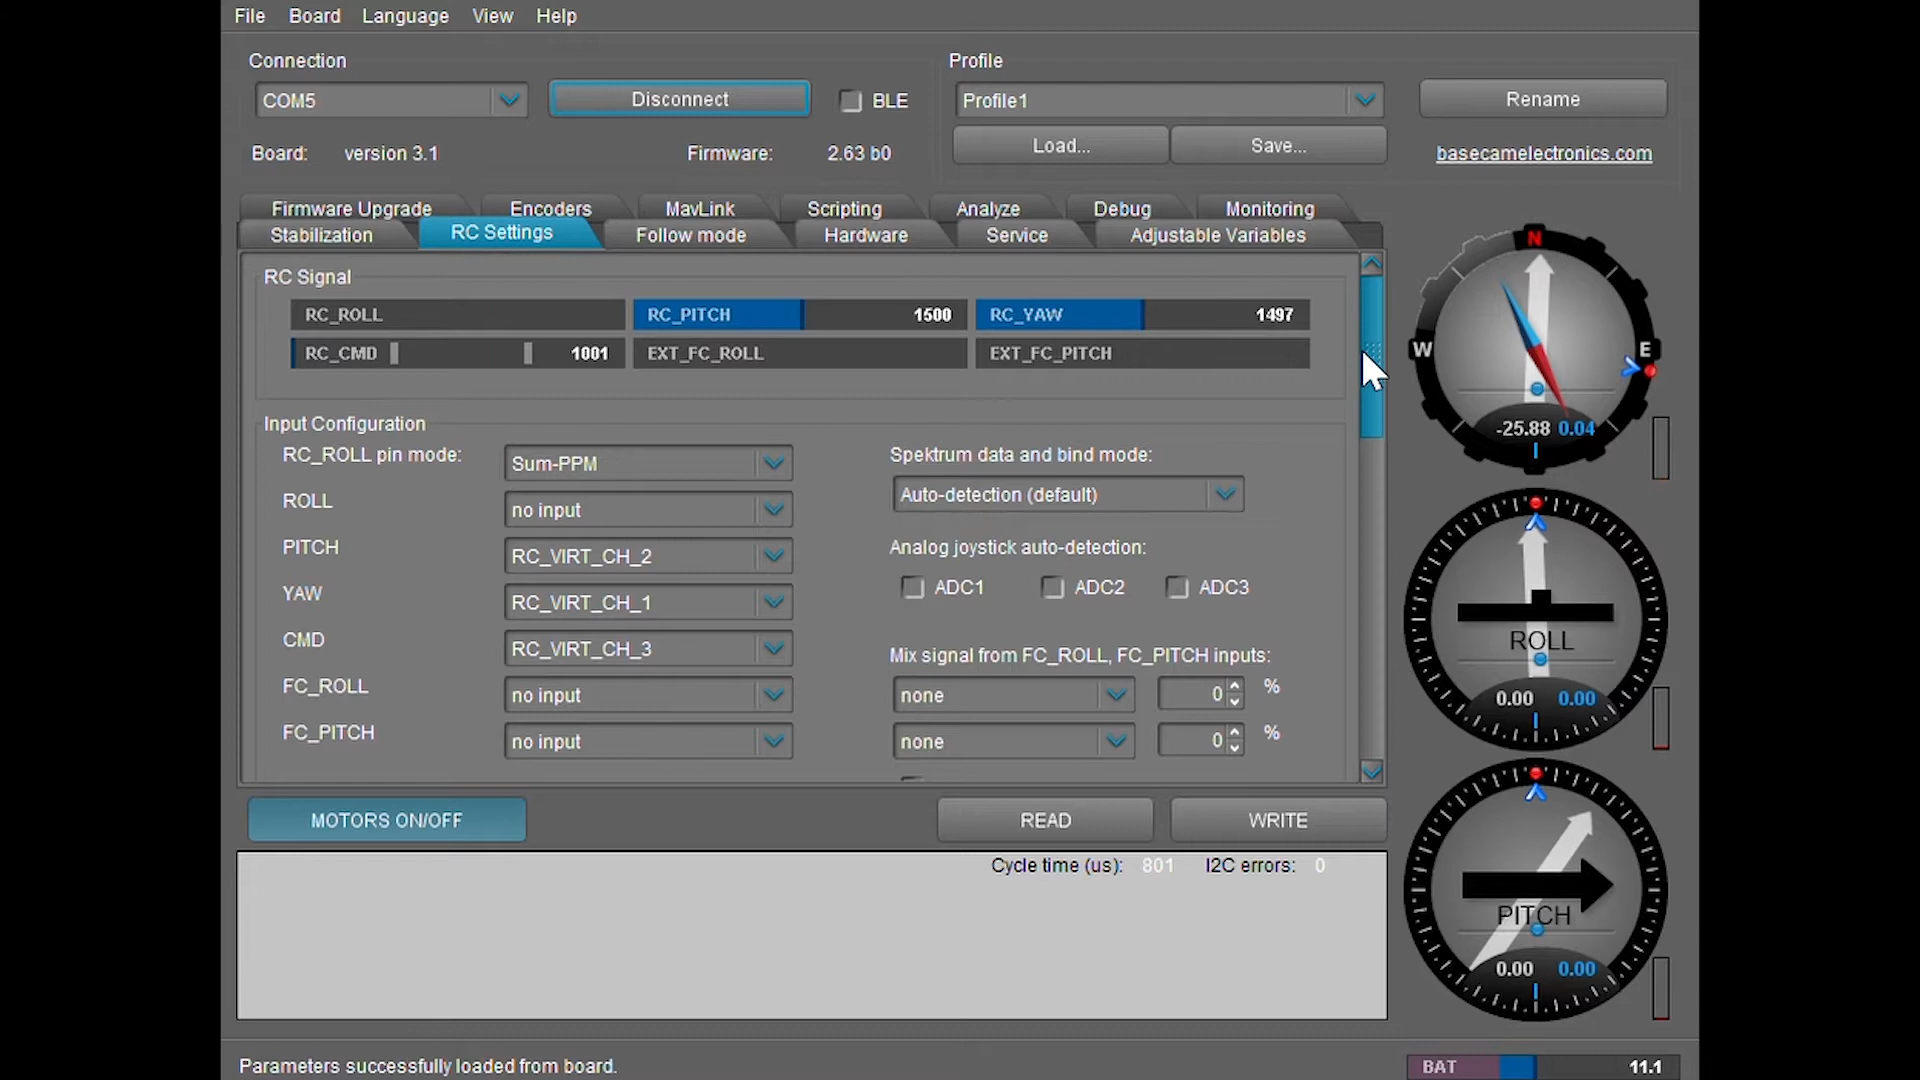 File Board Language View Help
Connection Profile
COM5 Disconnect BLE Profile1 Rename
Load... Save...
Board: version 3.1 Firmware: 2.63 b0 basecamelectronics.com
Firmware Upgrade Encoders MavLink Scripting Analyze Debug Monitoring
Stabilization RC Settings Follow mode Hardware Service Adjustable Variables
RC Signal
RC_ROLL RC_PITCH 1500 RC_YAW 1497
RC_CMD 1001 EXT_FC_ROLL EXT_FC_PITCH
Input Configuration
RC_ROLL pin mode: Sum-PPM Spektrum data and bind mode:
ROLL no input Auto-detection (default)
PITCH RC_VIRT_CH_2 Analog joystick auto-detection:
YAW RC_VIRT_CH_1 ADC1 ADC2 ADC3
CMD RC_VIRT_CH_3 Mix signal from FC_ROLL, FC_PITCH inputs:
FC_ROLL no input none 0 %
FC_PITCH no input none 0 %
N
W E
-25.88 0.04
ROLL
0.00 0.00
PITCH
0.00 0.00
MOTORS ON/OFF READ WRITE
Cycle time (us): 801 I2C errors: 0
Parameters successfully loaded from board. BAT 11.1